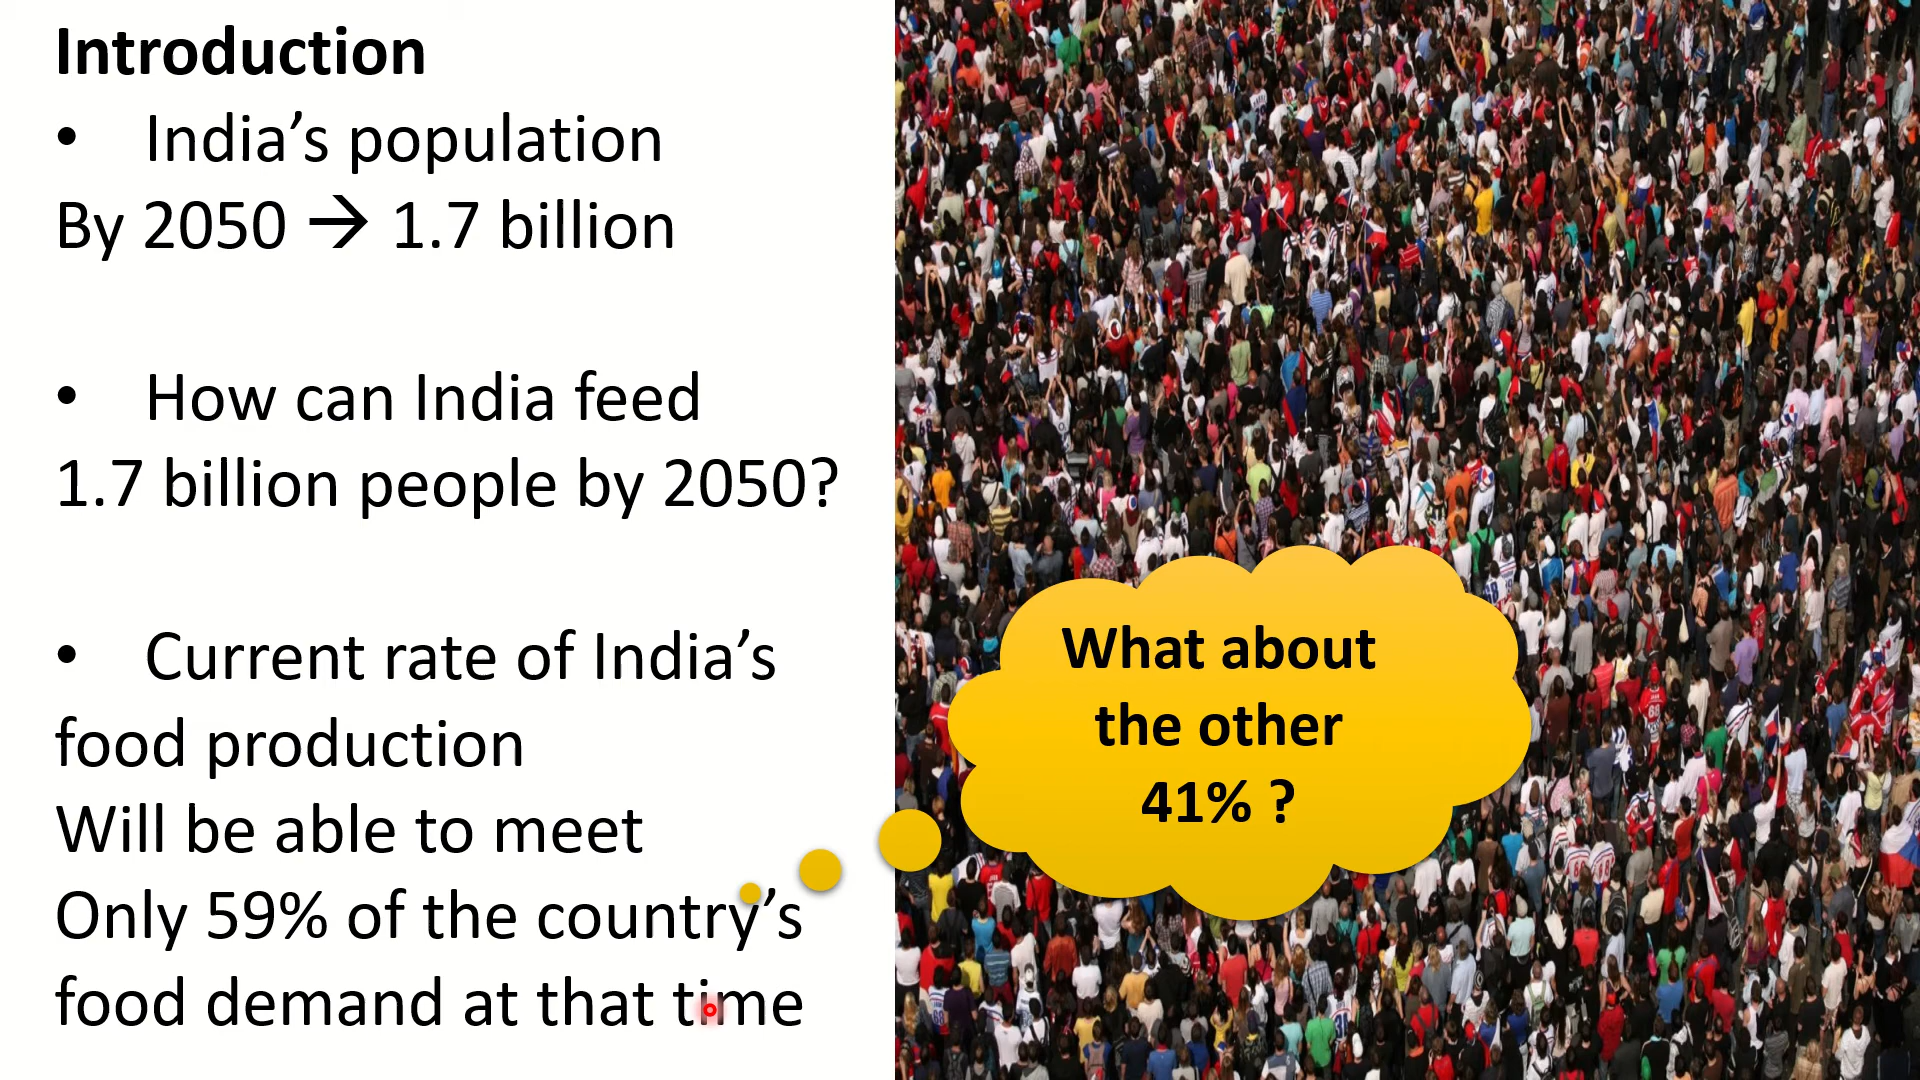 Introduction
• India’s population
By 2050 → 1.7 billion
• How can India feed
1.7 billion people by 2050?
• Current rate of India’s
food production
Will be able to meet
Only 59% of the country’s
food demand at that time
What about
the other
41% ?